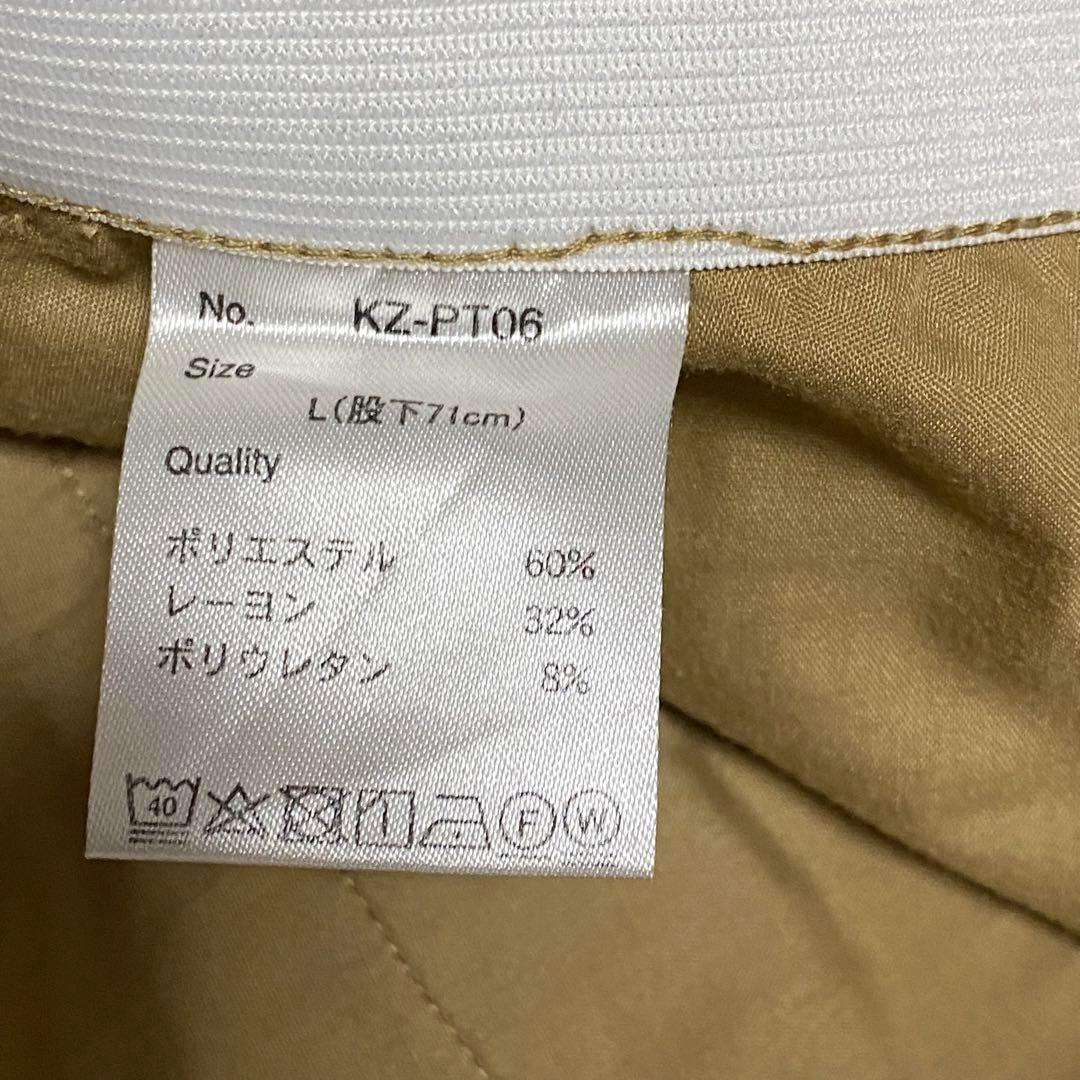 No. KZ-PT06
Size
L(股下71cm)
Quality
ポリエステル 60%
レーヨン 32%
ポリウレタン 8%
40 F W